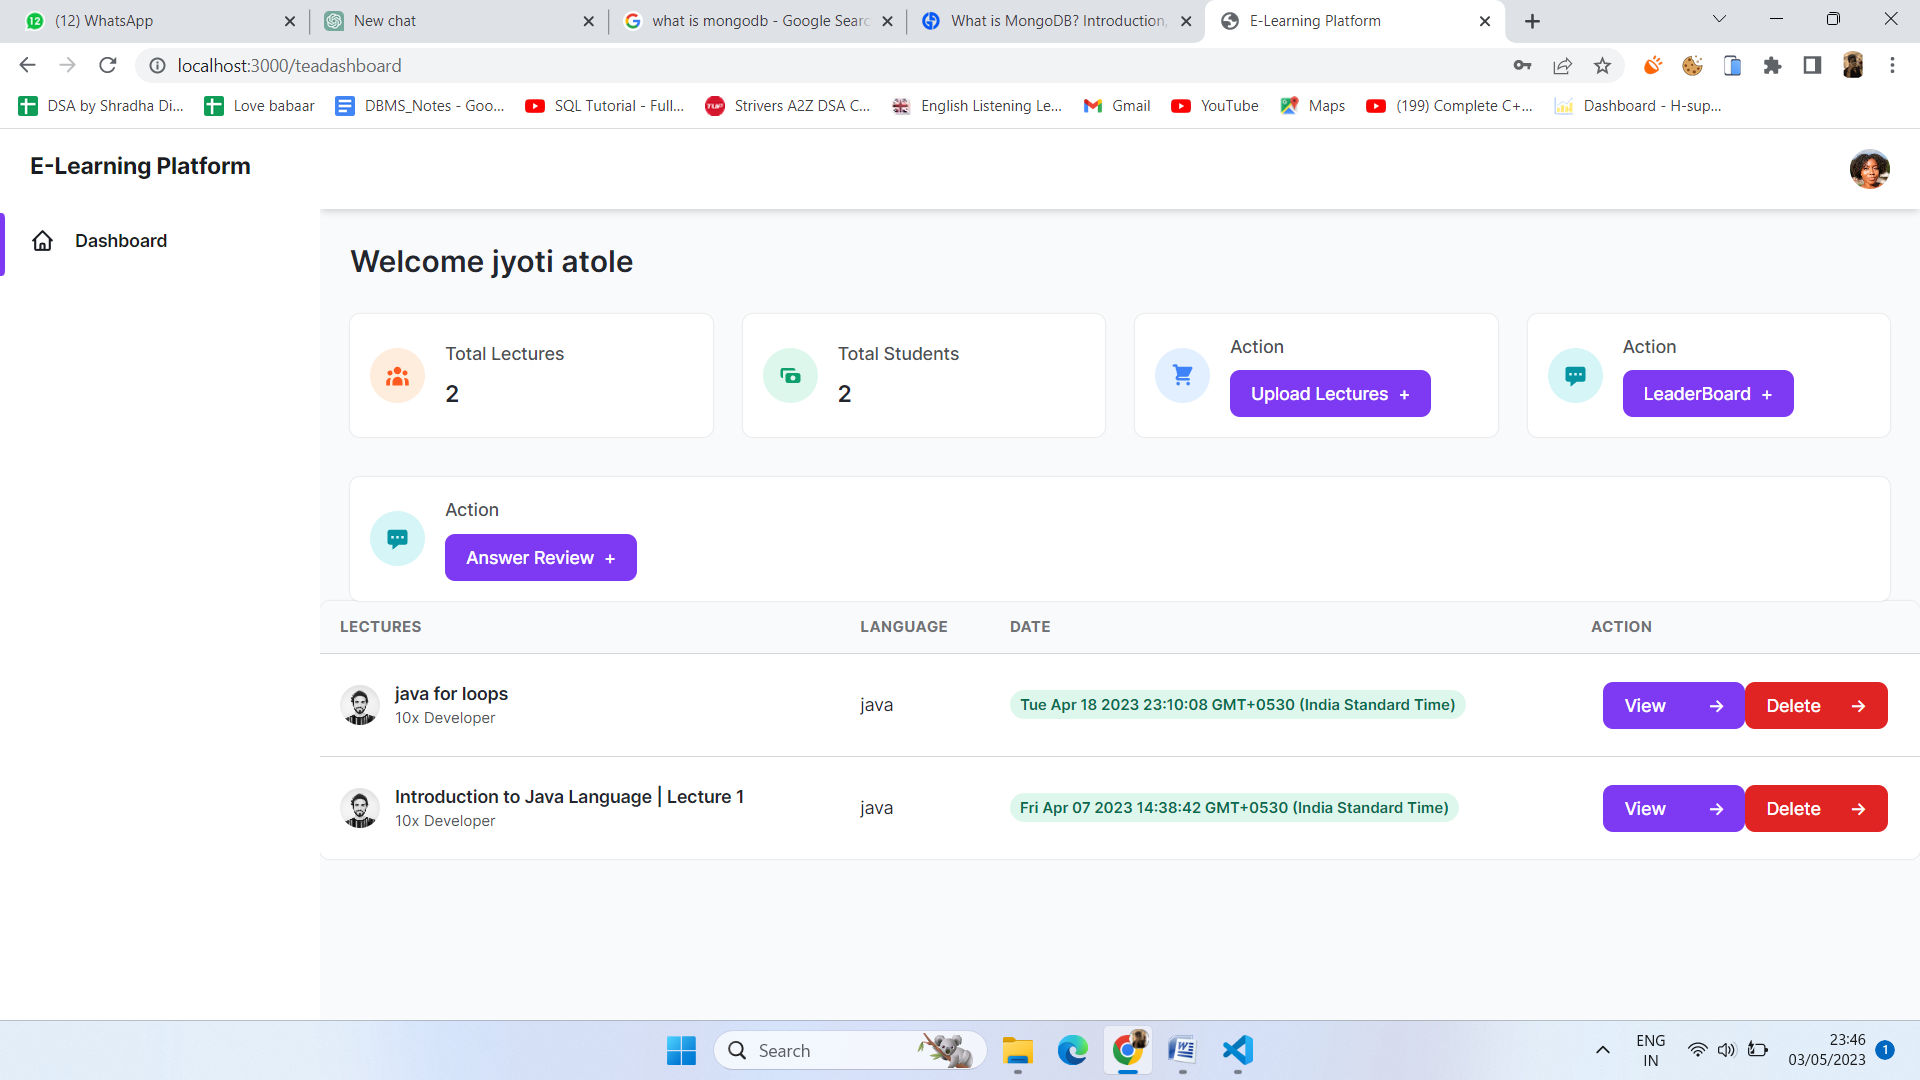 12 (12) WhatsApp
New chat
what is mongodb - Google Searc
What is MongoDB? Introduction,
E-Learning Platform
localhost:3000/teadashboard
DSA by Shradha Di...
Love babaar
DBMS_Notes - Goo...
SQL Tutorial - Full...
TUF Strivers A2Z DSA C...
English Listening Le...
Gmail
YouTube
Maps
(199) Complete C+...
Dashboard - H-sup...
E-Learning Platform
Dashboard
Welcome jyoti atole
Total Lectures
2
Total Students
2
Action
Upload Lectures +
Action
LeaderBoard +
Action
Answer Review +
LECTURES LANGUAGE DATE ACTION
java for loops
10x Developer
java
Tue Apr 18 2023 23:10:08 GMT+0530 (India Standard Time)
View → Delete →
Introduction to Java Language | Lecture 1
10x Developer
java
Fri Apr 07 2023 14:38:42 GMT+0530 (India Standard Time)
View → Delete →
Search
ENG
IN
23:46
03/05/2023
1